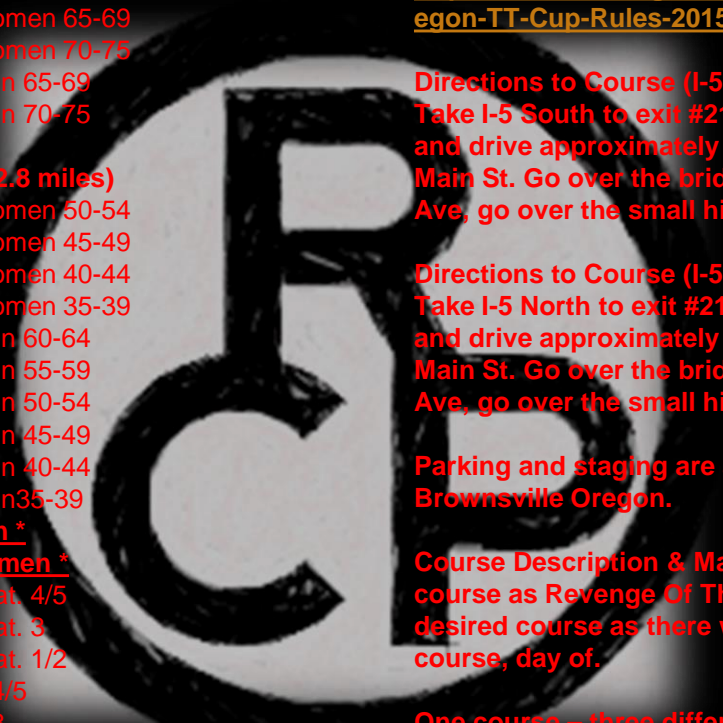 omen 65-69
omen 70-75
n 65-69
n 70-75
2.8 miles)
omen 50-54
omen 45-49
omen 40-44
omen 35-39
n 60-64
n 55-59
n 50-54
n 45-49
n 40-44
n35-39
n *
men *
at. 4/5
at. 3
at. 1/2
4/5
R
C P
egon-TT-Cup-Rules-2015
Directions to Course (I-5
Take I-5 South to exit #21
and drive approximately
Main St. Go over the brid
Ave, go over the small hi
Directions to Course (I-5
Take I-5 North to exit #21
and drive approximately
Main St. Go over the brid
Ave, go over the small hi
Parking and staging are
Brownsville Oregon.
Course Description & Ma
course as Revenge Of Th
desired course as there
course, day of.
One course – three differ